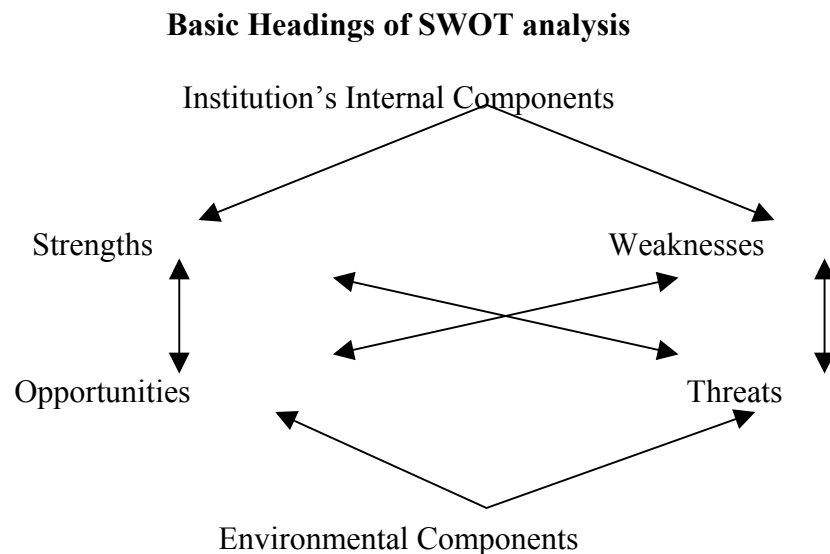 Basic Headings of SWOT analysis
Institution’s Internal Components
Strengths
Weaknesses
Opportunities
Threats
Environmental Components